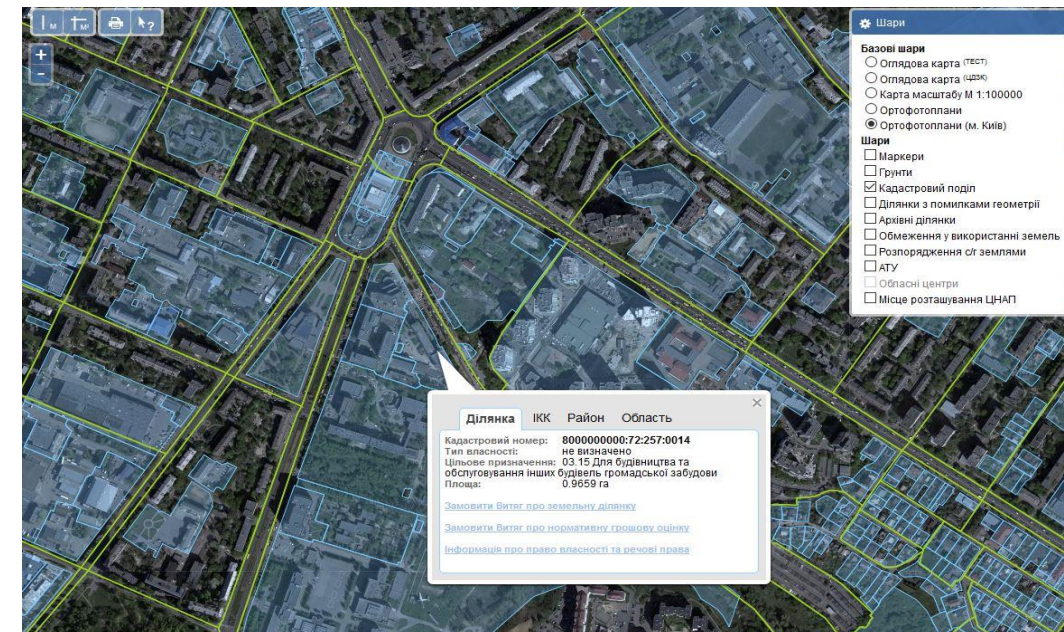 М
М²
?
+
-
Шари
Базові шари
Оглядова карта (ТЕСТ)
Оглядова карта (ЦДЗК)
Карта масштабу М 1:100000
Ортофотоплани
Ортофотоплани (м. Київ)
Шари
Маркери
Грунти
Кадастровий поділ
Ділянки з помилками геометрії
Архівні ділянки
Обмеження у використанні земель
Розпорядження с/г землями
АТУ
Обласні центри
Місце розташування ЦНАП
Ділянка ІКК Район Область
Кадастровий номер: 8000000000:72:257:0014
Тип власності: не визначено
Цільове призначення: 03.15 Для будівництва та
обслуговування інших будівель громадської забудови
Площа: 0.9659 га
Замовити Витяг про земельну ділянку
Замовити Витяг про нормативну грошову оцінку
Інформація про право власності та речові права